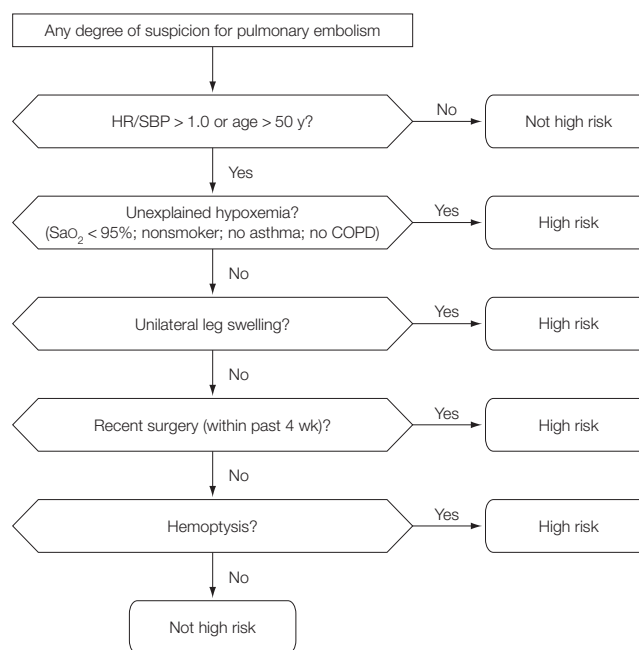 Any degree of suspicion for pulmonary embolism
HR/SBP > 1.0 or age > 50 y?
No
Not high risk
Yes
Unexplained hypoxemia?
(SaO₂ < 95%; nonsmoker; no asthma; no COPD)
Yes
High risk
No
Unilateral leg swelling?
Yes
High risk
No
Recent surgery (within past 4 wk)?
Yes
High risk
No
Hemoptysis?
Yes
High risk
No
Not high risk